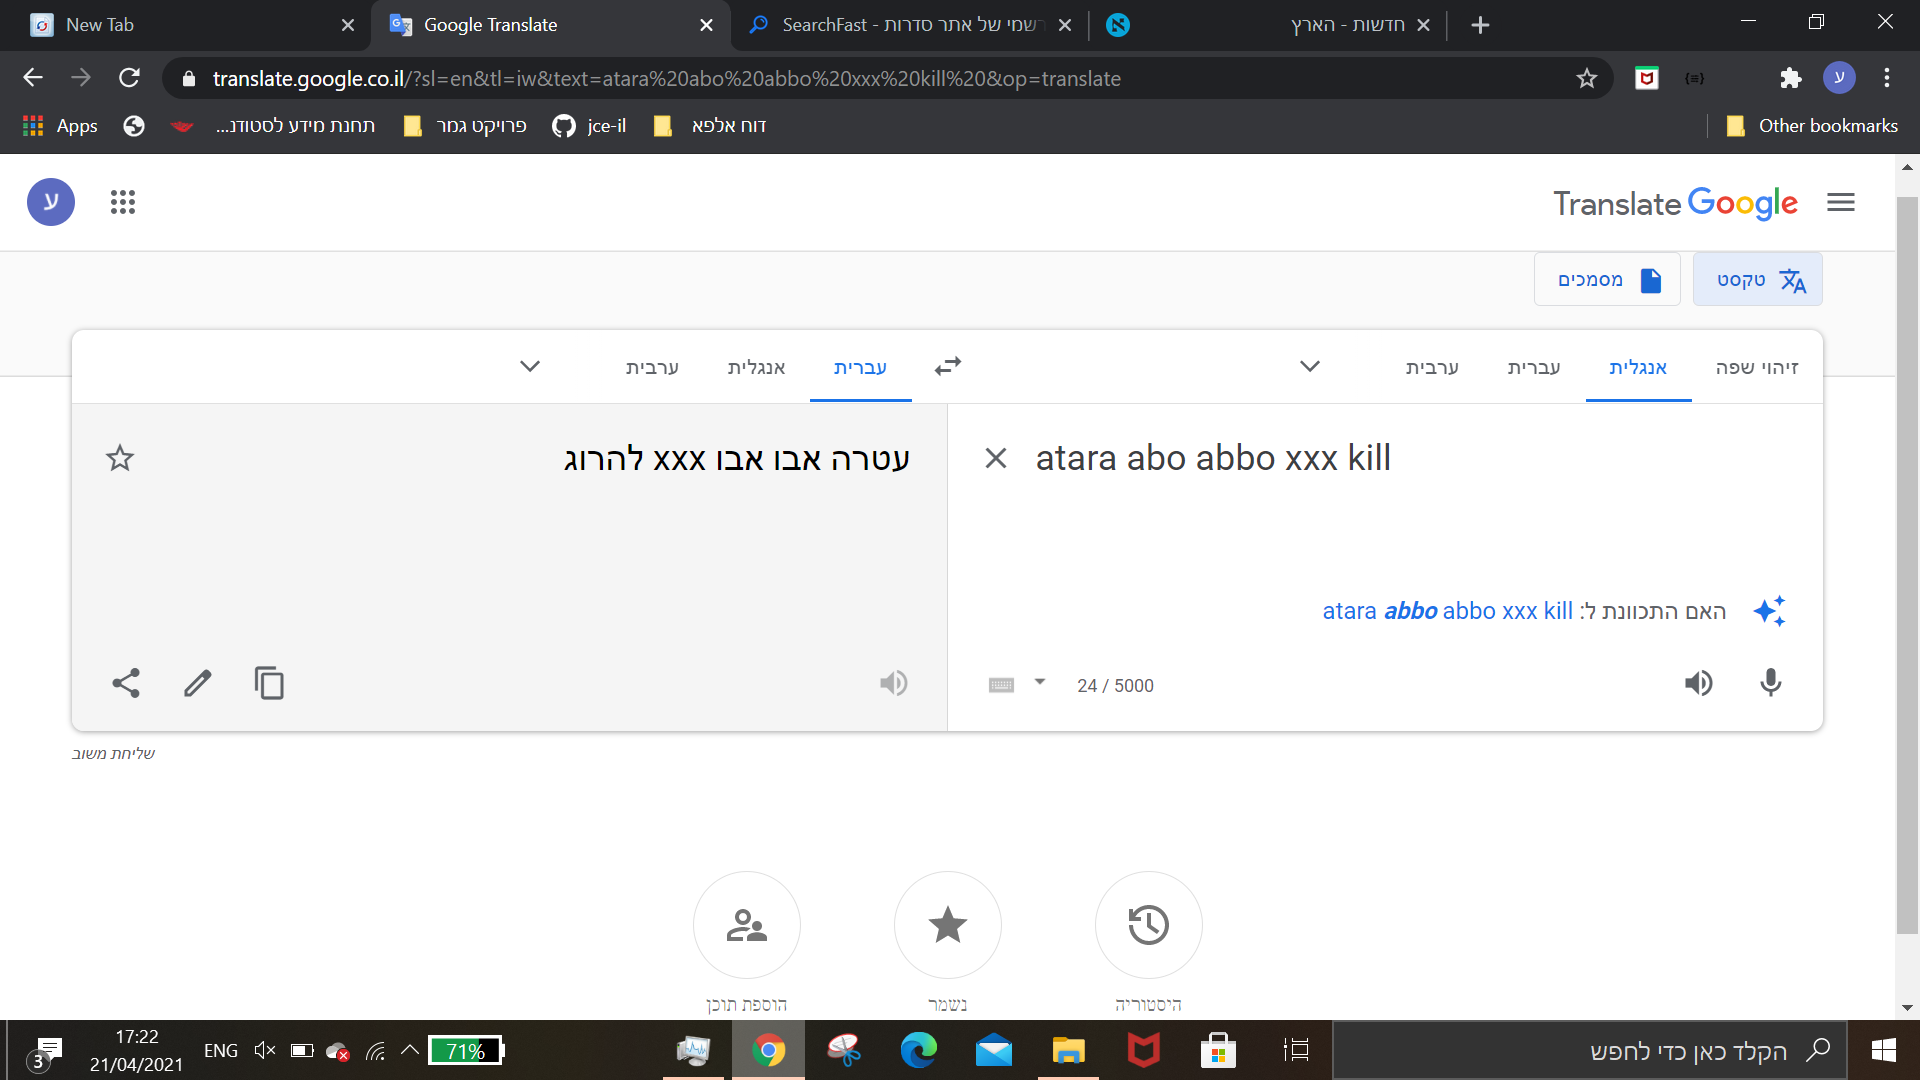 New Tab
Google Translate
SearchFast - רשמי של אתר סדרות
חדשות - הארץ
translate.google.co.il/?sl=en&tl=iw&text=atara%20abo%20abbo%20xxx%20kill%20&op=translate
ע
Apps
תחנת מידע לסטודנ...
פרויקט גמר
jce-il
דוח אלפא
Other bookmarks
ע
Translate Google
טקסט
מסמכים
זיהוי שפה
אנגלית
עברית
ערבית
עברית
אנגלית
ערבית
atara abo abbo xxx kill
עטרה אבו אבו xxx להרוג
האם התכוונת ל: atara abbo abbo xxx kill
24 / 5000
שליחת משוב
היסטוריה
נשמר
הוספת תוכן
3
17:22
21/04/2021
ENG
71%
הקלד כאן כדי לחפש